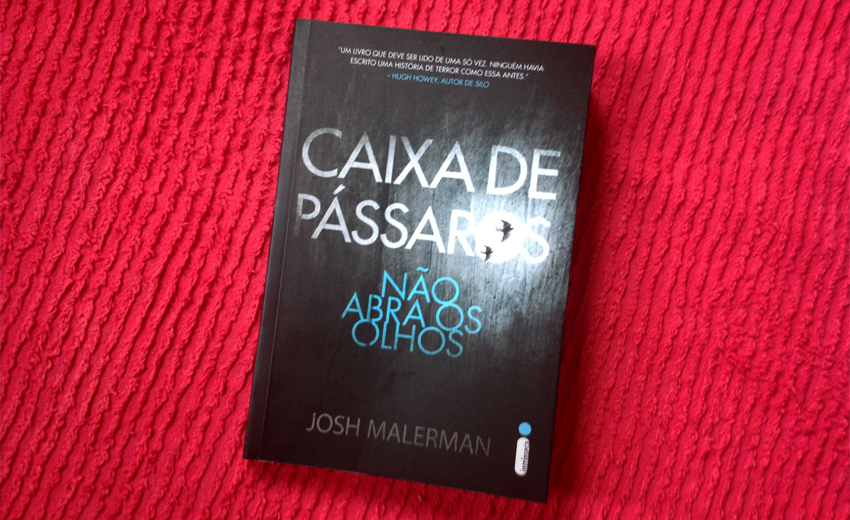 "UM LIVRO QUE DEVE SER LIDO DE UMA SÓ VEZ. NINGUÉM HAVIA
ESCRITO UMA HISTÓRIA DE TERROR COMO ESSA ANTES."
– HUGH HOWEY, AUTOR DE SILO
CAIXA DE
PÁSSAROS
NÃO
ABRA OS
OLHOS
JOSH MALERMAN
intrínseca